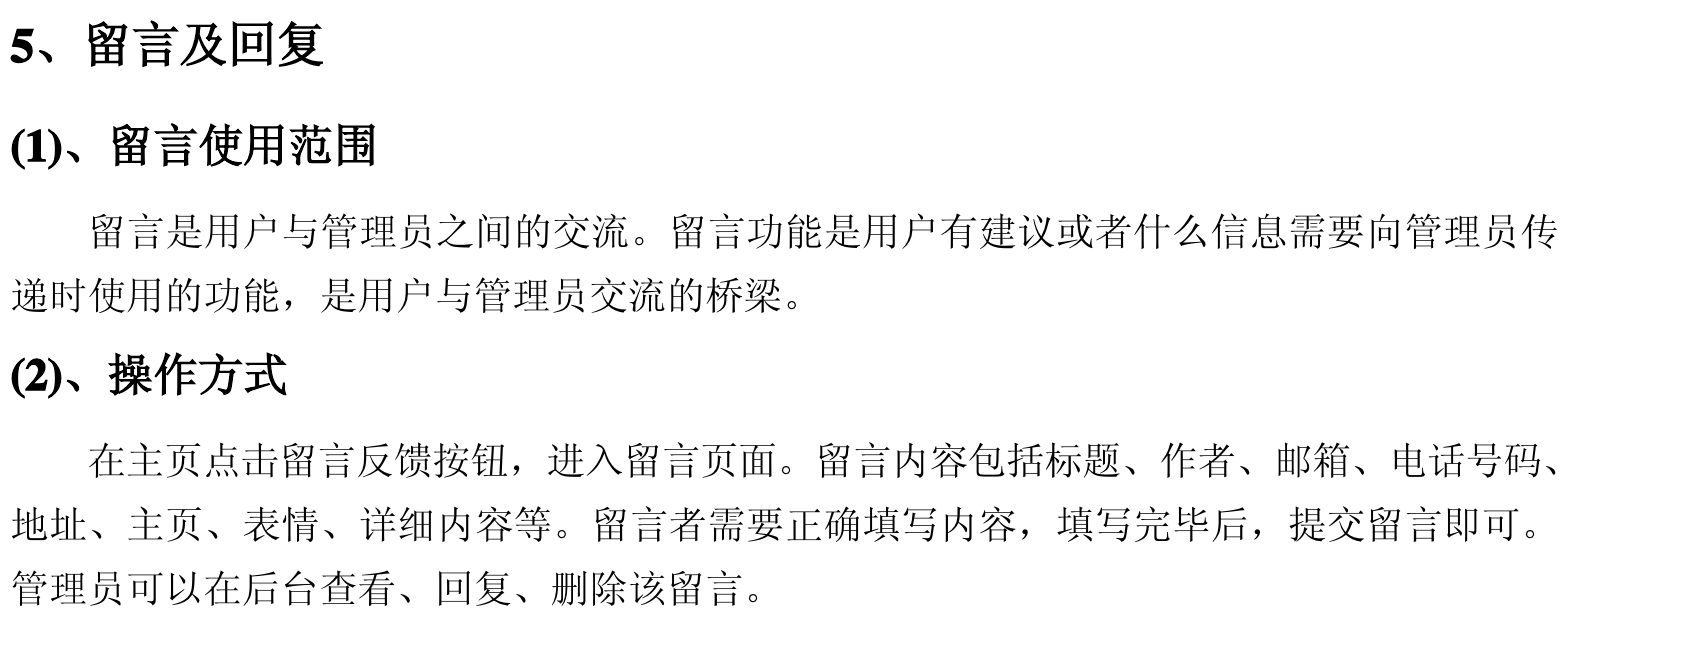 5、留言及回复
(1)、留言使用范围
留言是用户与管理员之间的交流。留言功能是用户有建议或者什么信息需要向管理员传
递时使用的功能，是用户与管理员交流的桥梁。
(2)、操作方式
在主页点击留言反馈按钮，进入留言页面。留言内容包括标题、作者、邮箱、电话号码、
地址、主页、表情、详细内容等。留言者需要正确填写内容，填写完毕后，提交留言即可。
管理员可以在后台查看、回复、删除该留言。